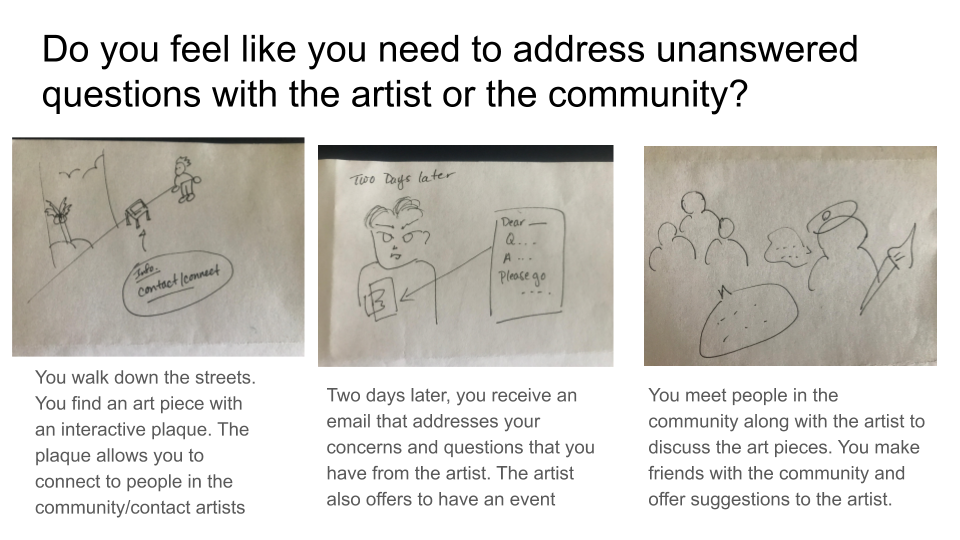 Do you feel like you need to address unanswered
questions with the artist or the community?
Info.
contact/connect
You walk down the streets.
You find an art piece with
an interactive plaque. The
plaque allows you to
connect to people in the
community/contact artists
Two Days later
Dear __
Q...
A...
Please go
....
Two days later, you receive an
email that addresses your
concerns and questions that you
have from the artist. The artist
also offers to have an event
You meet people in the
community along with the artist to
discuss the art pieces. You make
friends with the community and
offer suggestions to the artist.